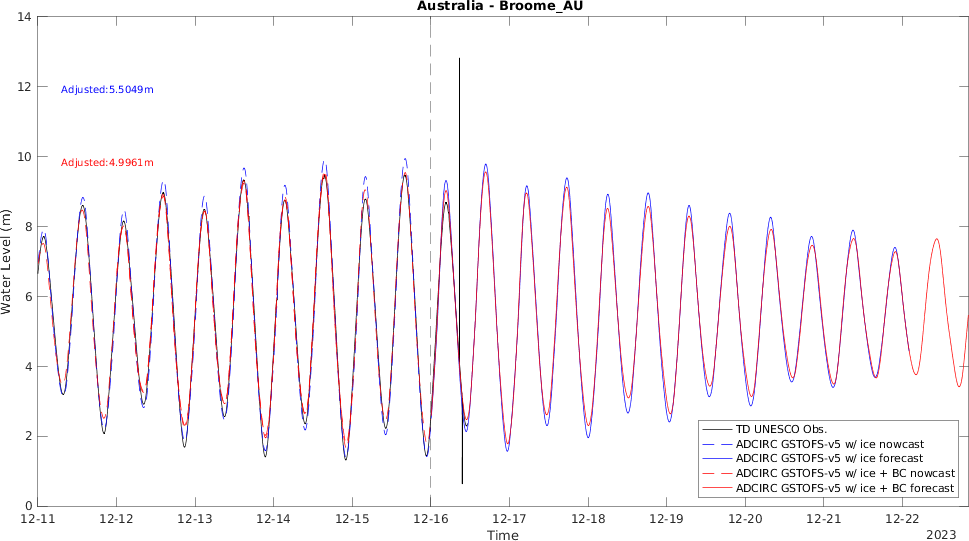 Australia - Broome_AU
14
12
10
8
6
4
2
0
Water Level (m)
Adjusted:5.5049m
Adjusted:4.9961m
TD UNESCO Obs.
ADCIRC GSTOFS-v5 w/ ice nowcast
ADCIRC GSTOFS-v5 w/ ice forecast
ADCIRC GSTOFS-v5 w/ ice + BC nowcast
ADCIRC GSTOFS-v5 w/ ice + BC forecast
12-11 12-12 12-13 12-14 12-15 12-16 12-17 12-18 12-19 12-20 12-21 12-22
Time
2023